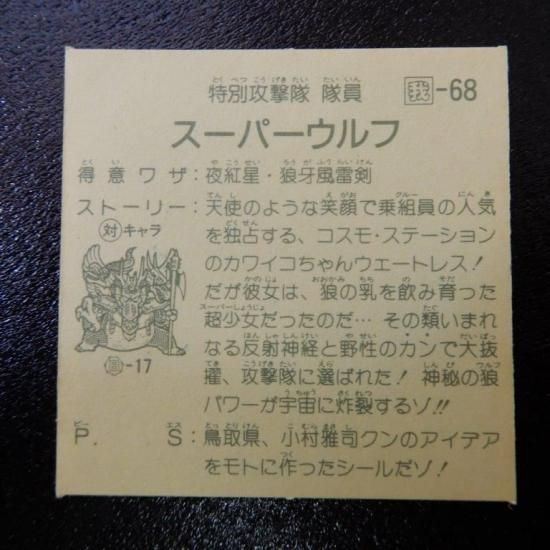 特別攻撃隊 隊員 -68
スーパーウルフ
得意ワザ:夜紅星・狼牙風雷剣
ストーリー:天使のような笑顔で乗組員の人気
を独占する、コスモ・ステーション
のカワイコちゃんウェートレス!
だが彼女は、狼の乳を飲み育った
超少女だったのだ… その類いまれ
なる反射神経と野性のカンで大抜
擢、攻撃隊に選ばれた! 神秘の狼
パワーが宇宙に炸裂するゾ!!
対 キャラ
-17
P. S:鳥取県、小村雅司クンのアイデア
をモトに作ったシールだゾ!